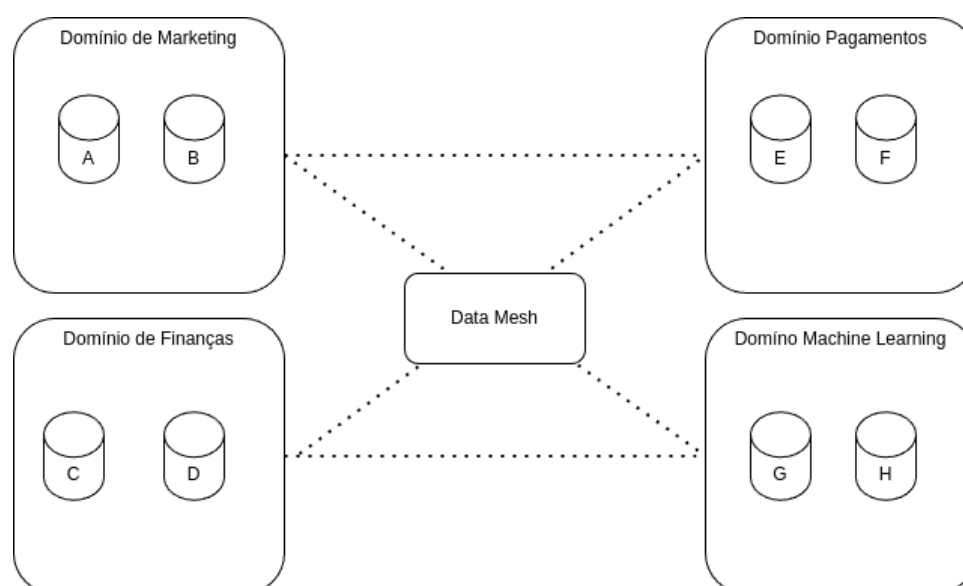 Domínio de Marketing
A
B
Domínio Pagamentos
E
F
Data Mesh
Domínio de Finanças
C
D
Domíno Machine Learning
G
H